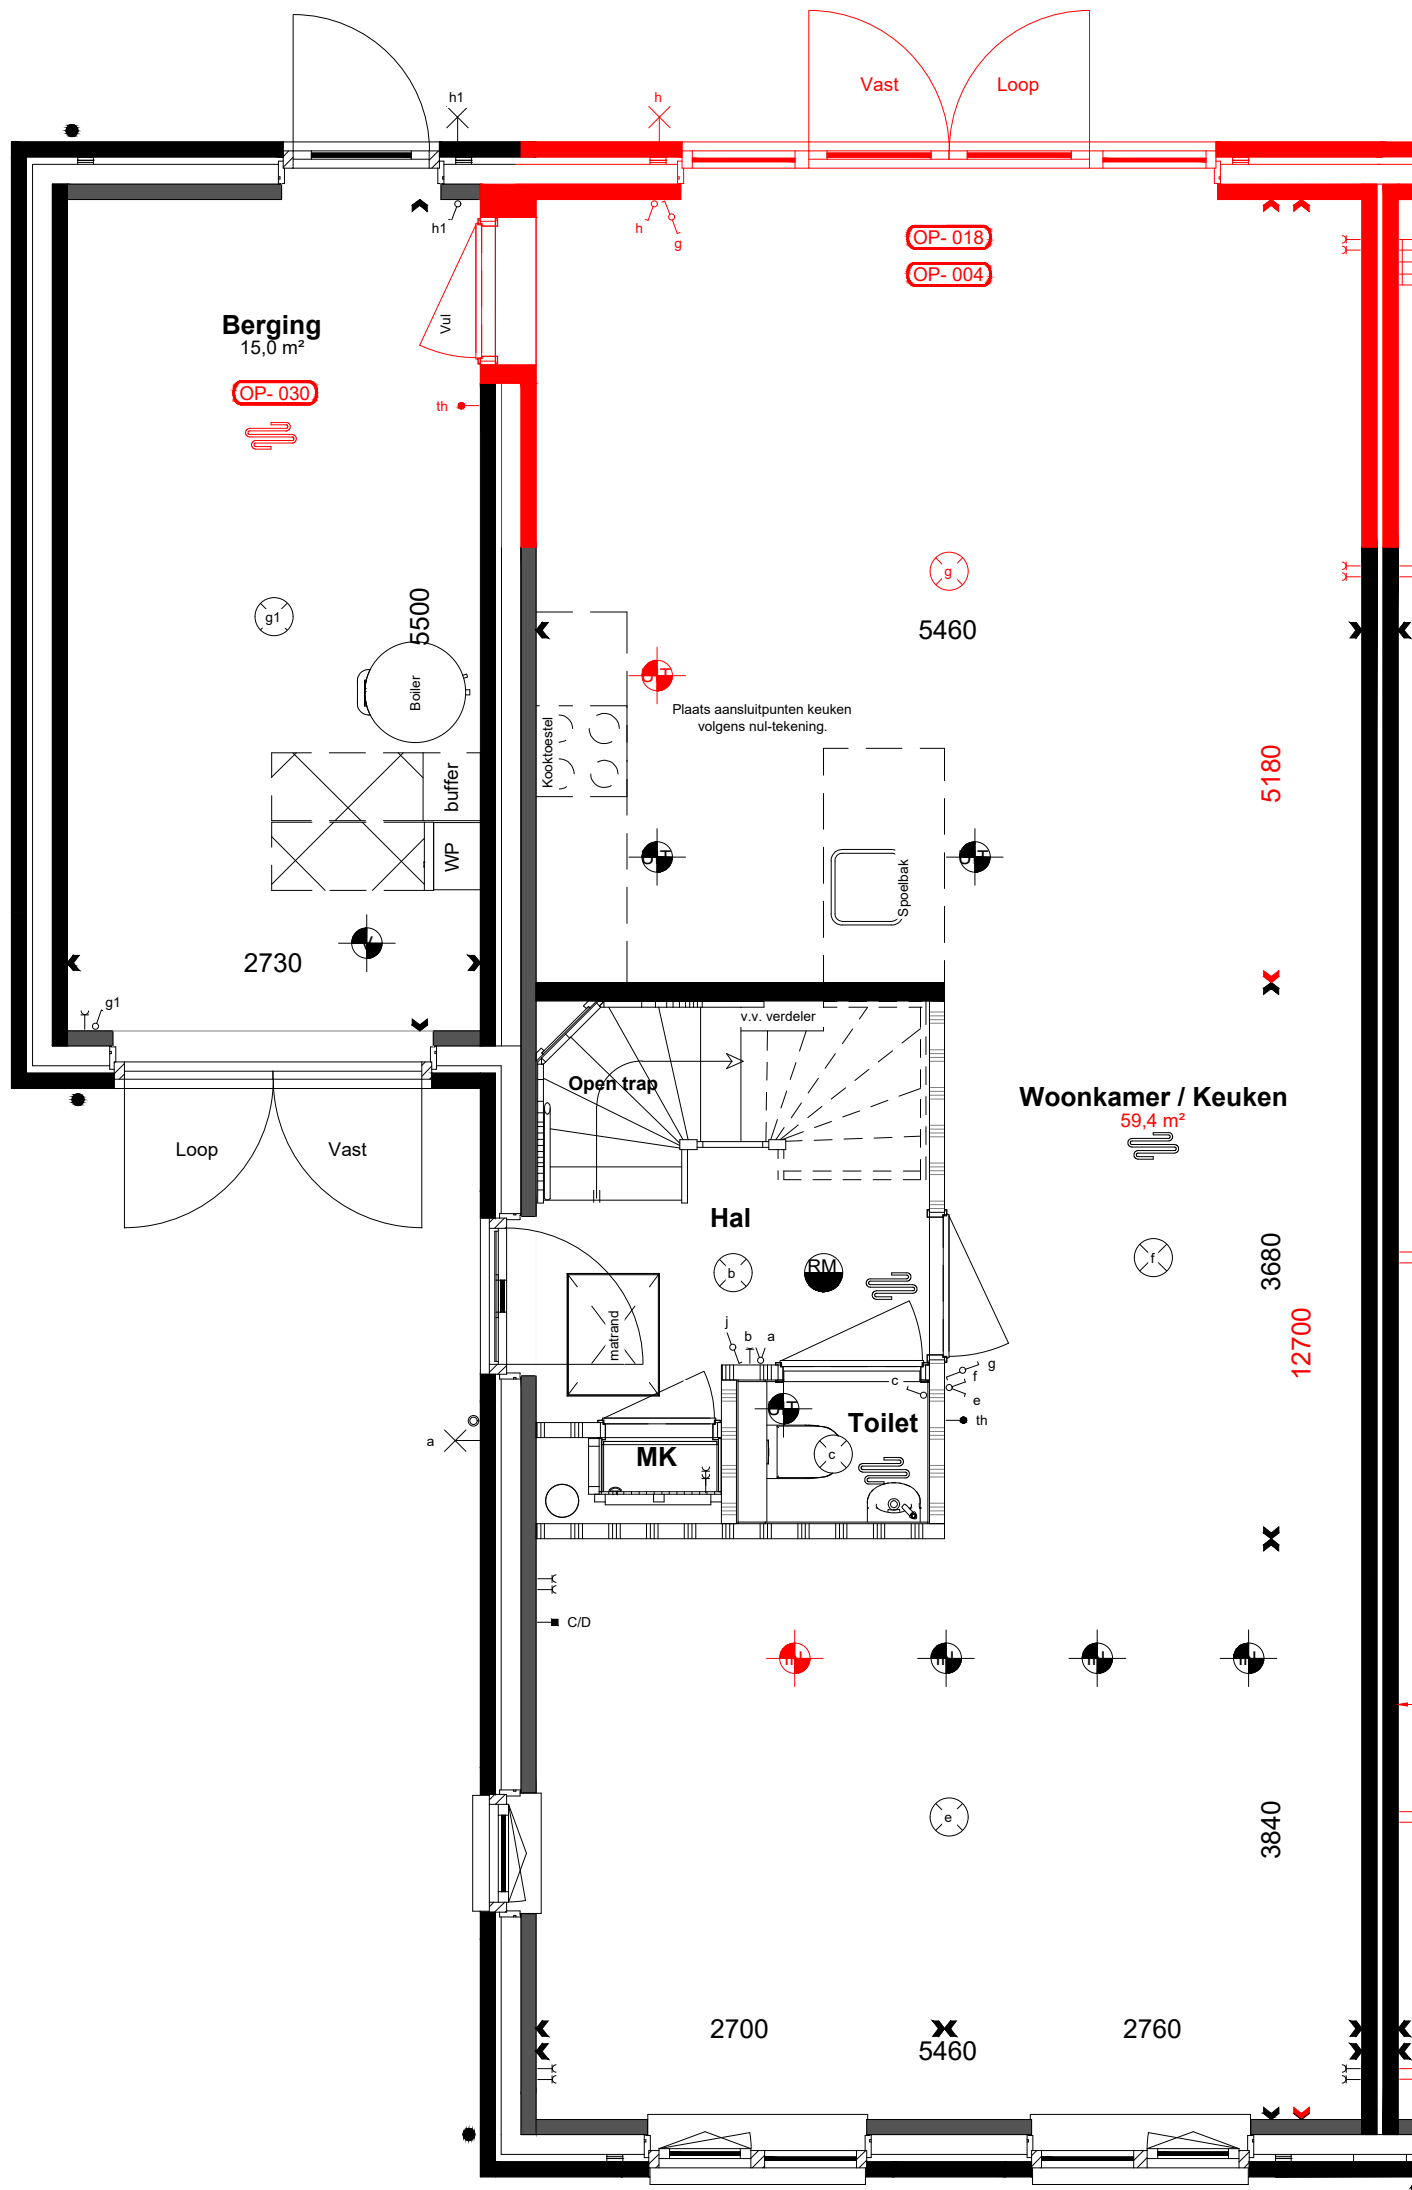 Vast
Loop
h1
h
h1
h
g
OP- 018
OP- 004
Berging
15,0 m²
Vul
OP- 030
th
g
g1
5500
5460
Boiler
Plaats aansluitpunten keuken
volgens nul-tekening.
Kooktoestel
5180
buffer
WP
Spoelbak
V
2730
g1
v.v. verdeler
Open trap
Woonkamer / Keuken
59,4 m²
Loop
Vast
Hal
b
RM
f
3680
matrand
j
b
a
12700
g
f
c
e
Toilet
th
a
MK
c
C/D
e
3840
2700
2760
5460